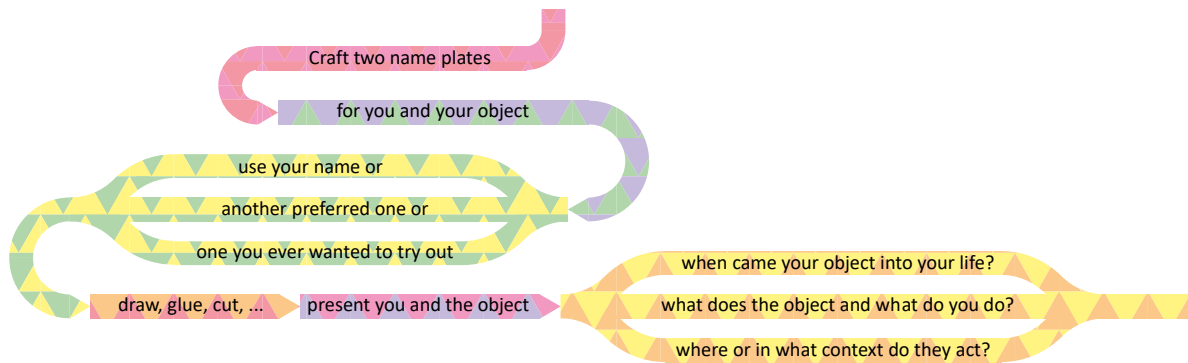 Craft two name plates
for you and your object
use your name or
another preferred one or
one you ever wanted to try out
draw, glue, cut, ...
present you and the object
when came your object into your life?
what does the object and what do you do?
where or in what context do they act?